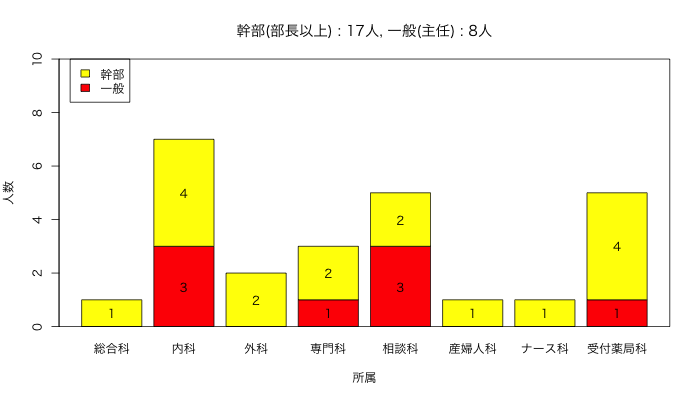 幹部(部長以上) : 17人, 一般(主任) : 8人
幹部
一般
人数
10
8
6
4
2
0
1
4
3
2
2
1
2
3
1
1
4
1
総合科
内科
外科
専門科
相談科
産婦人科
ナース科
受付薬局科
所属